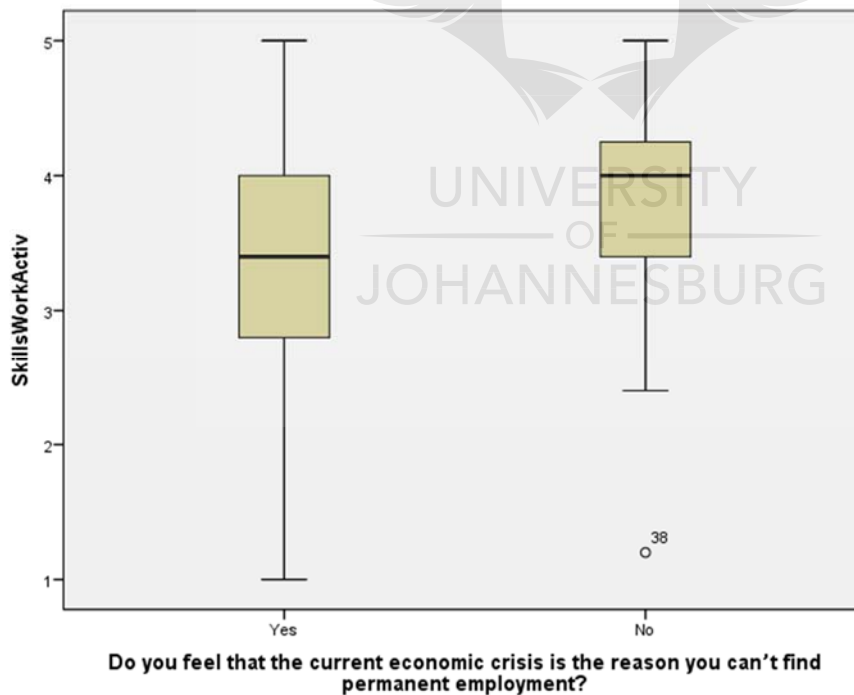 5
4
3
2
1
SkillsWorkActiv
UNIVERSITY
OF
JOHANNESBURG
38
Yes
No
Do you feel that the current economic crisis is the reason you can’t find
permanent employment?